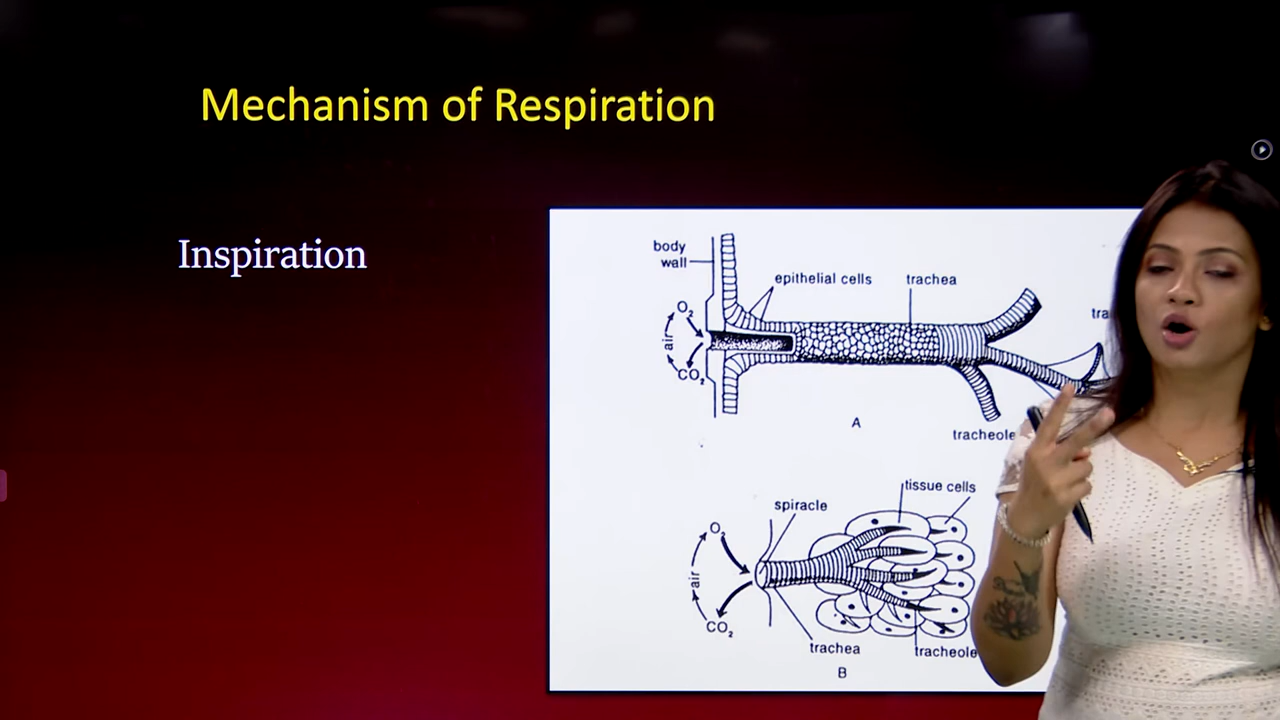 Mechanism of Respiration
Inspiration
body
wall
epithelial cells
trachea
O₂
air
CO₂
A
tracheole
tissue cells
spiracle
O₂
air
CO₂
trachea
tracheole
B